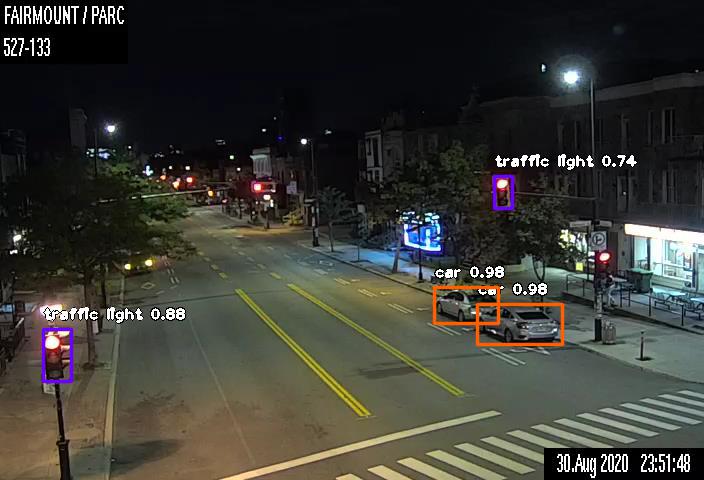 FAIRMOUNT / PARC
527-133
traffic light 0.74
car 0.98
car 0.98
traffic light 0.88
30.Aug 2020 23:51:48